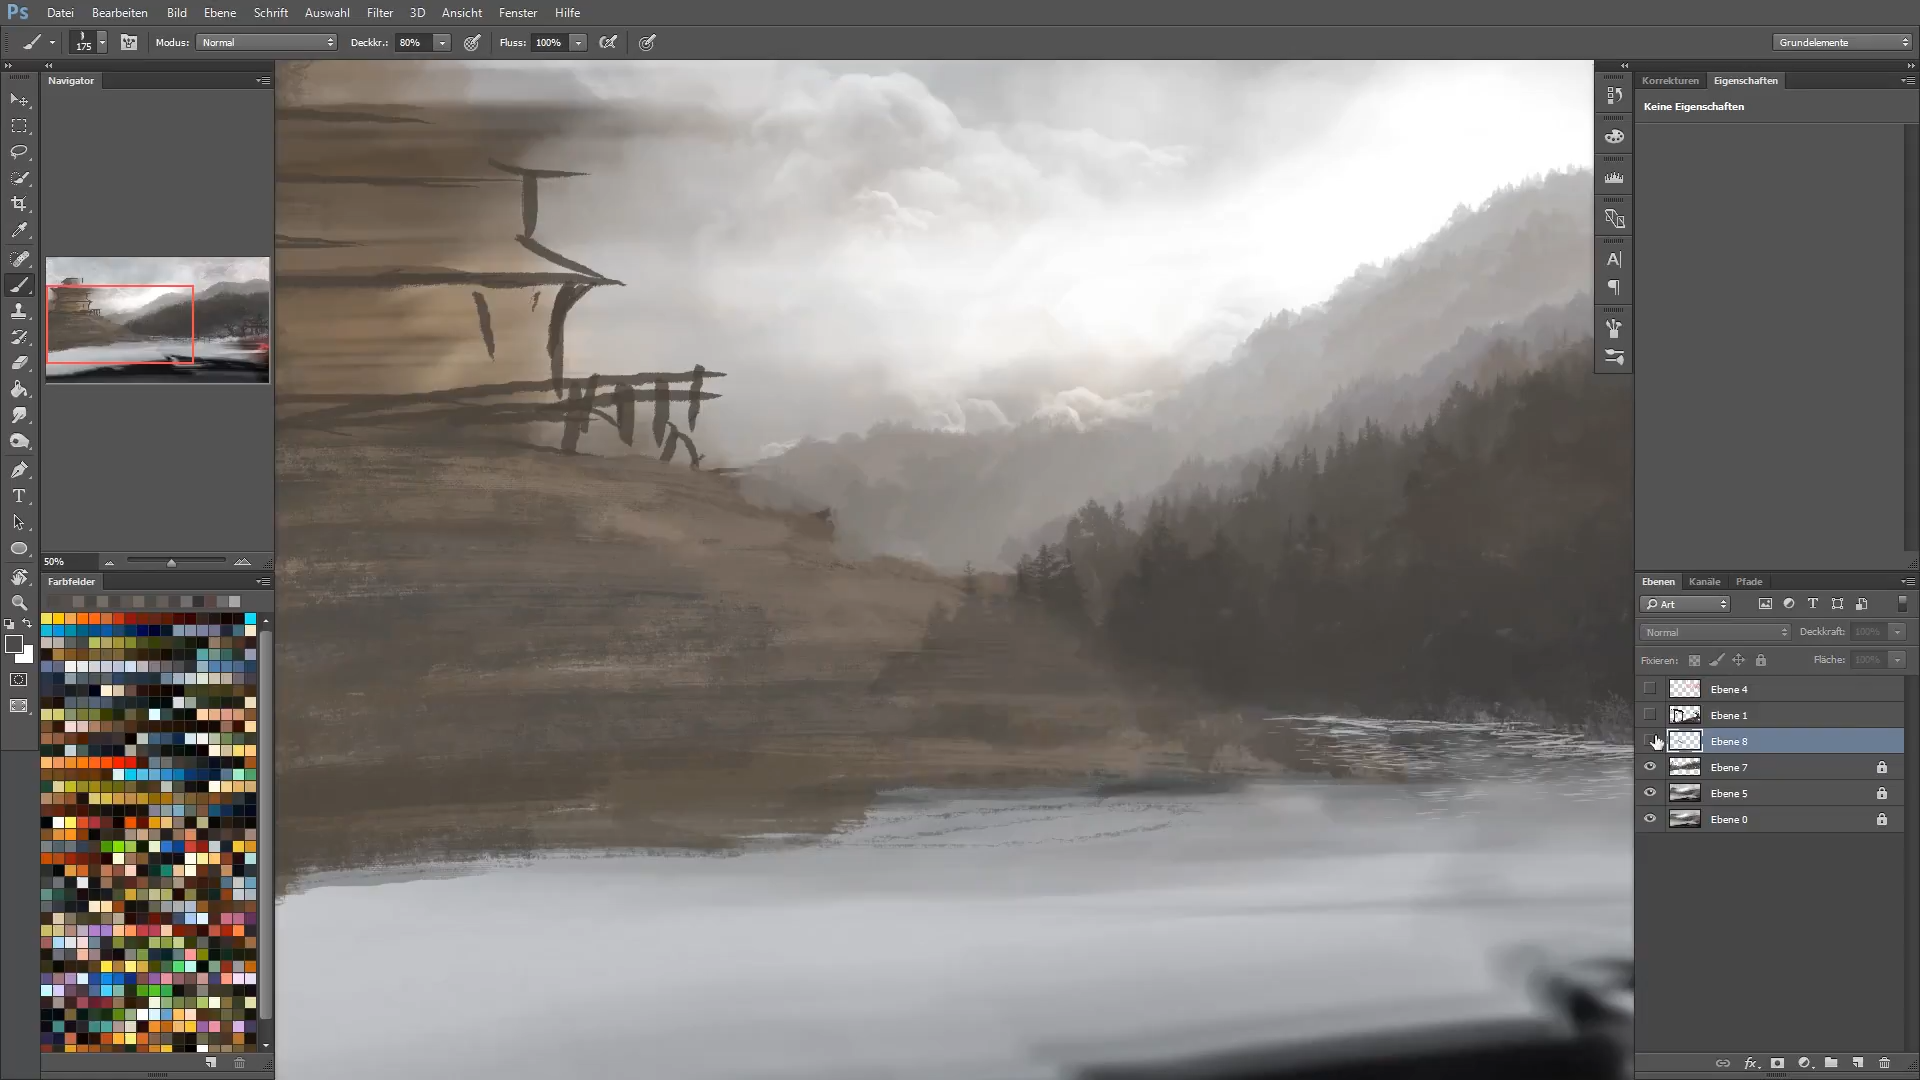 Ps Datei Bearbeiten Bild Ebene Schrift Auswahl Filter 3D Ansicht Fenster Hilfe
175 Modus: Normal Deckkr.: 80% Fluss: 100% Grundelemente
Navigator
Korrekturen Eigenschaften
Keine Eigenschaften
50%
Farbfelder
Ebenen Kanäle Pfade
Art
Normal Deckkraft: 100%
Fixieren: Fläche: 100%
Ebene 4
Ebene 1
Ebene 8
Ebene 7
Ebene 5
Ebene 0